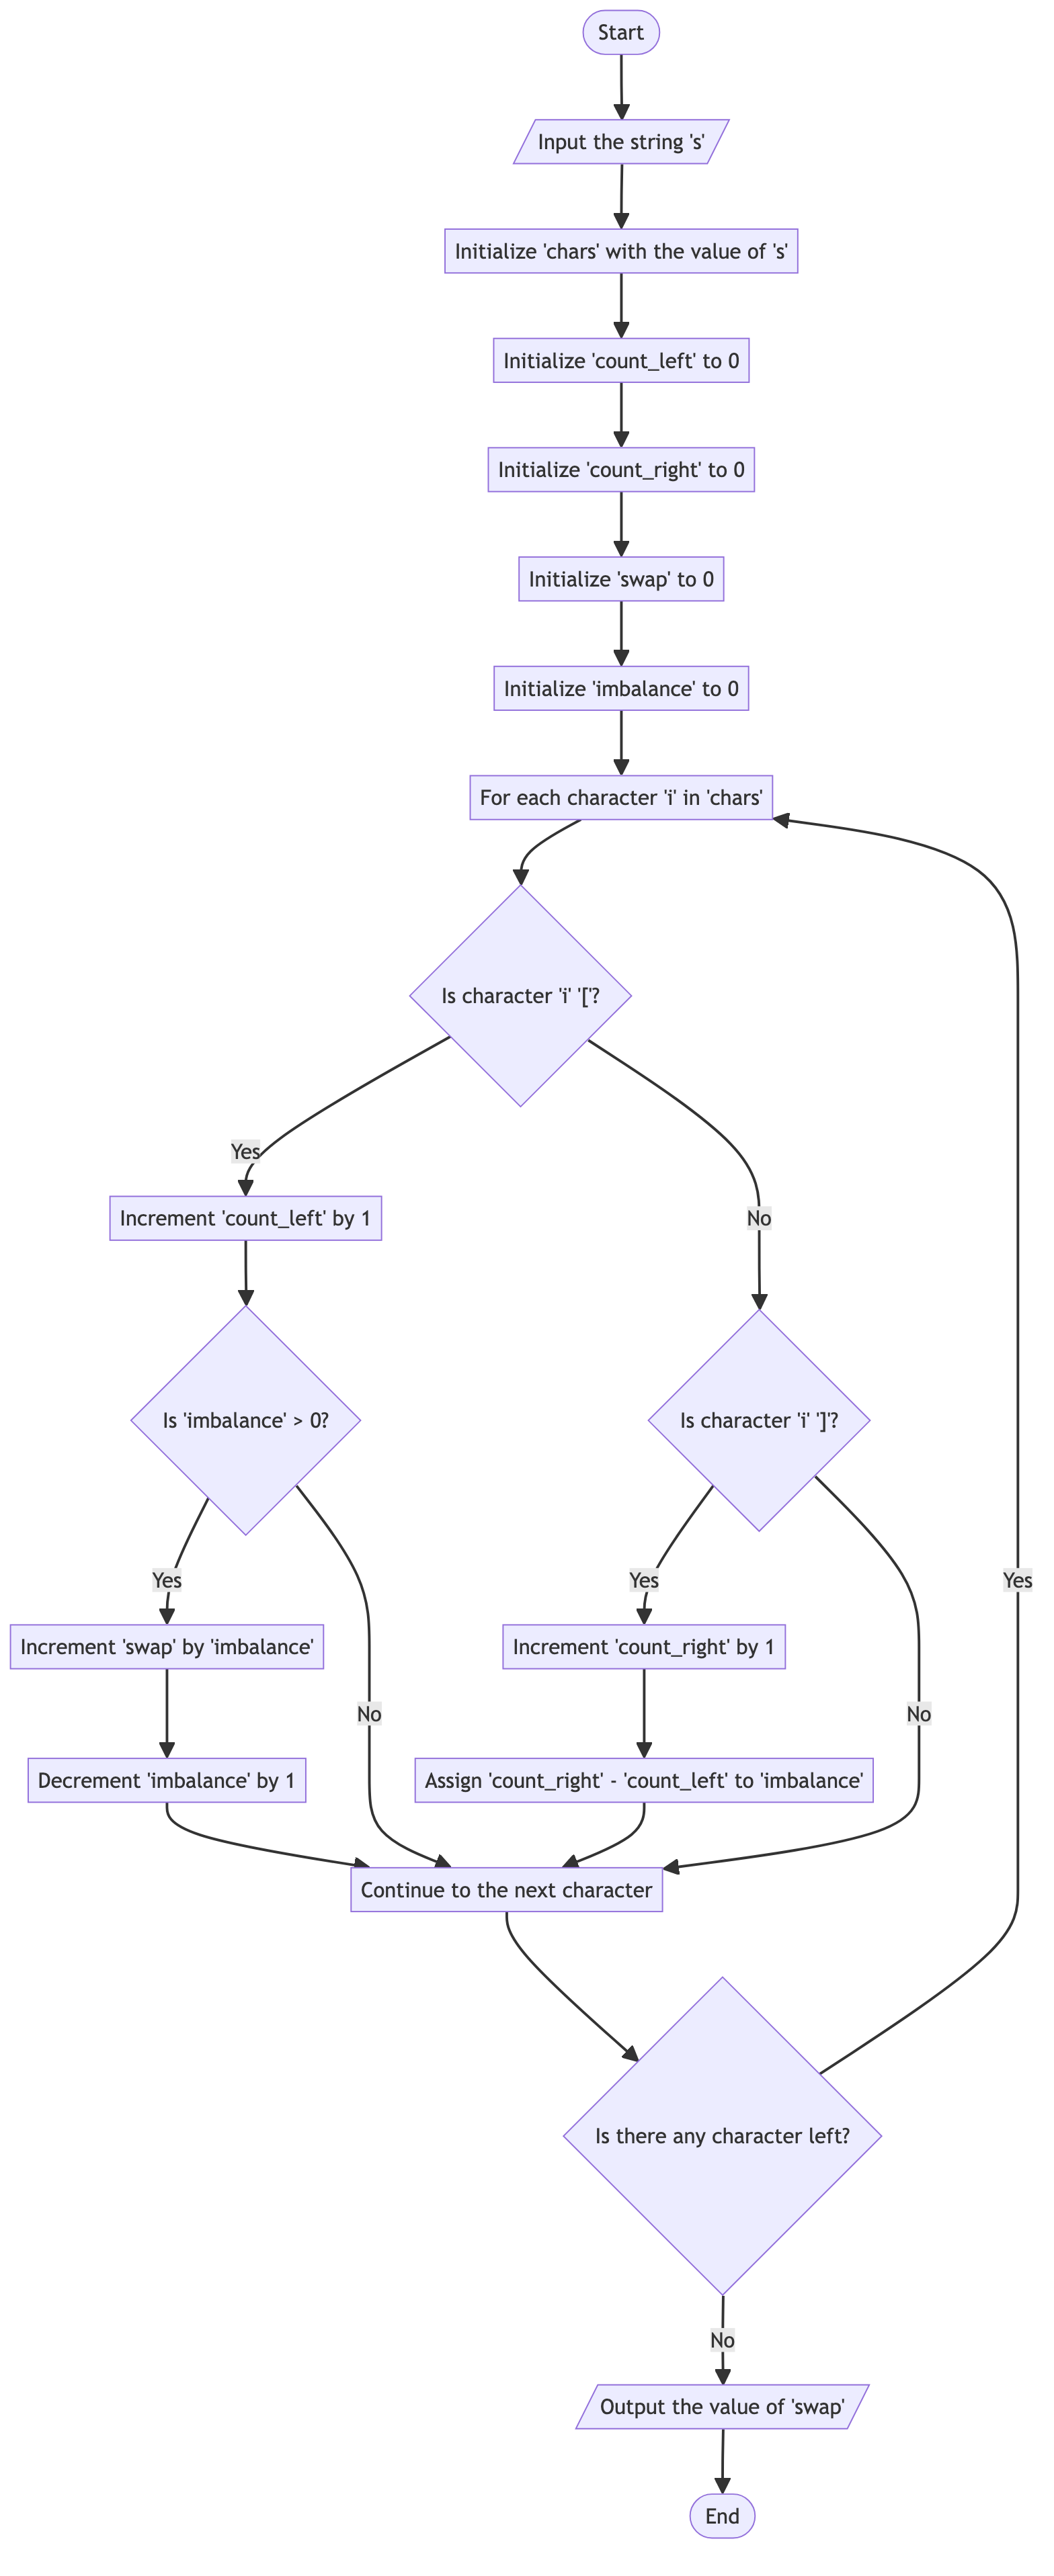 Start
Input the string 's'
Initialize 'chars' with the value of 's'
Initialize 'count_left' to 0
Initialize 'count_right' to 0
Initialize 'swap' to 0
Initialize 'imbalance' to 0
For each character 'i' in 'chars'
Is character 'i' '['?
Yes
Increment 'count_left' by 1
No
Is 'imbalance' > 0?
Is character 'i' ']'?
Yes
Yes
Yes
Increment 'swap' by 'imbalance'
Increment 'count_right' by 1
No
No
Decrement 'imbalance' by 1
Assign 'count_right' - 'count_left' to 'imbalance'
Continue to the next character
Is there any character left?
No
Output the value of 'swap'
End